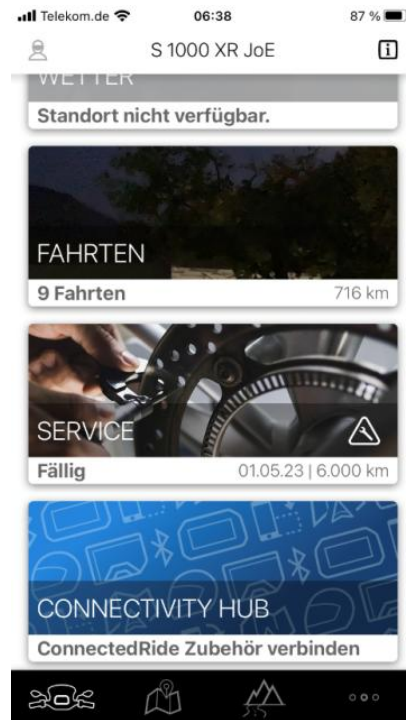 Telekom.de 06:38 87 %
S 1000 XR JoE
WETTER
Standort nicht verfügbar.
FAHRTEN
9 Fahrten 716 km
SERVICE
Fällig 01.05.23 | 6.000 km
CONNECTIVITY HUB
ConnectedRide Zubehör verbinden